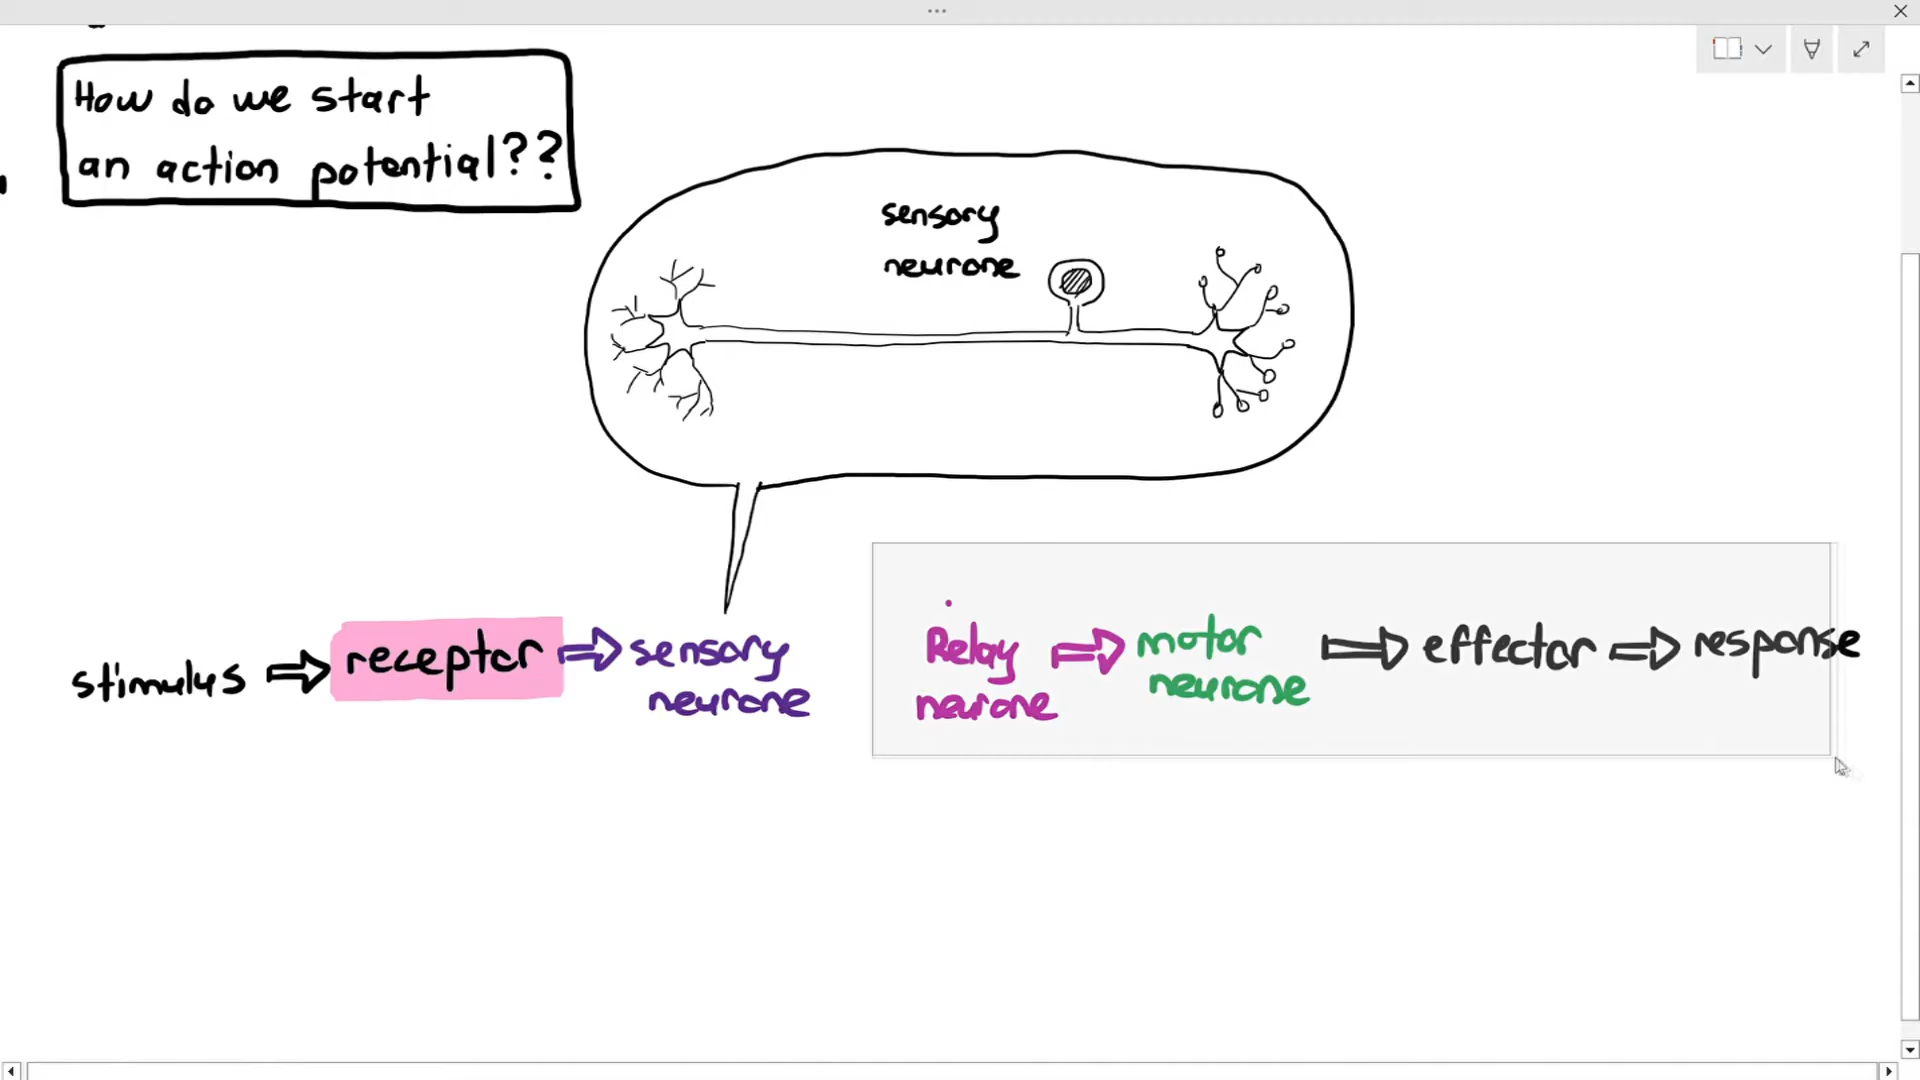 How do we start
an action potential??
sensory
neurone
stimulus
receptor
sensory
neurone
Relay
neurone
motor
neurone
effector
response